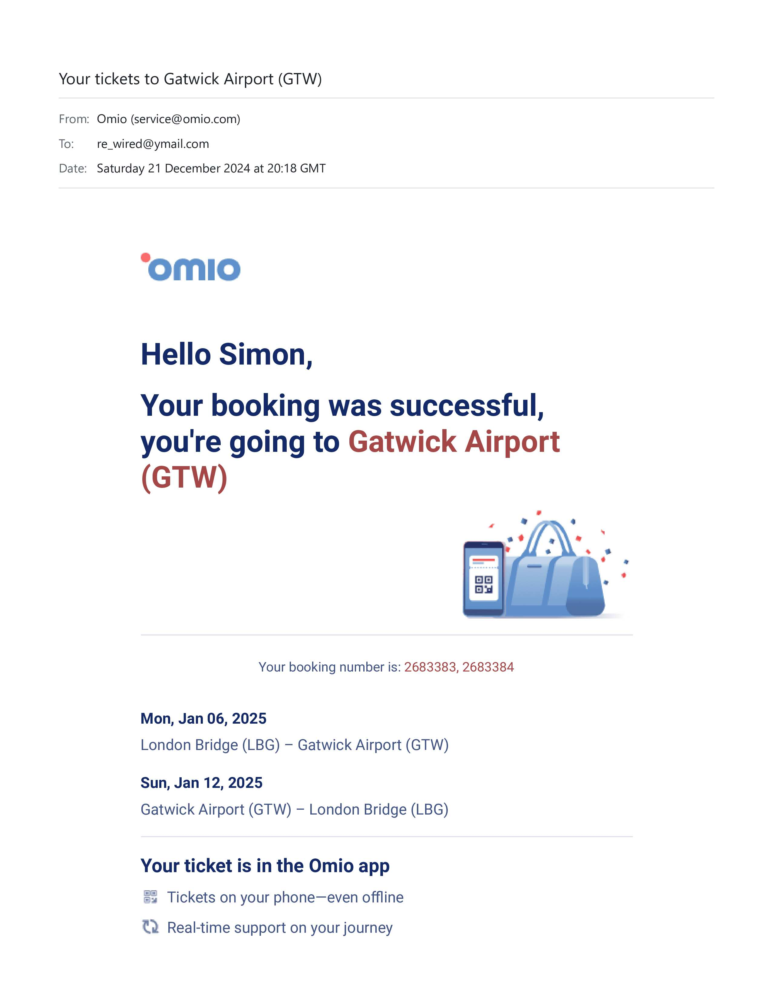 Your tickets to Gatwick Airport (GTW)
From: Omio (service@omio.com)
To: re_wired@ymail.com
Date: Saturday 21 December 2024 at 20:18 GMT
omio
Hello Simon,
Your booking was successful,
you're going to Gatwick Airport
(GTW)
Your booking number is: 2683383, 2683384
Mon, Jan 06, 2025
London Bridge (LBG) – Gatwick Airport (GTW)
Sun, Jan 12, 2025
Gatwick Airport (GTW) – London Bridge (LBG)
Your ticket is in the Omio app
Tickets on your phone—even offline
Real-time support on your journey